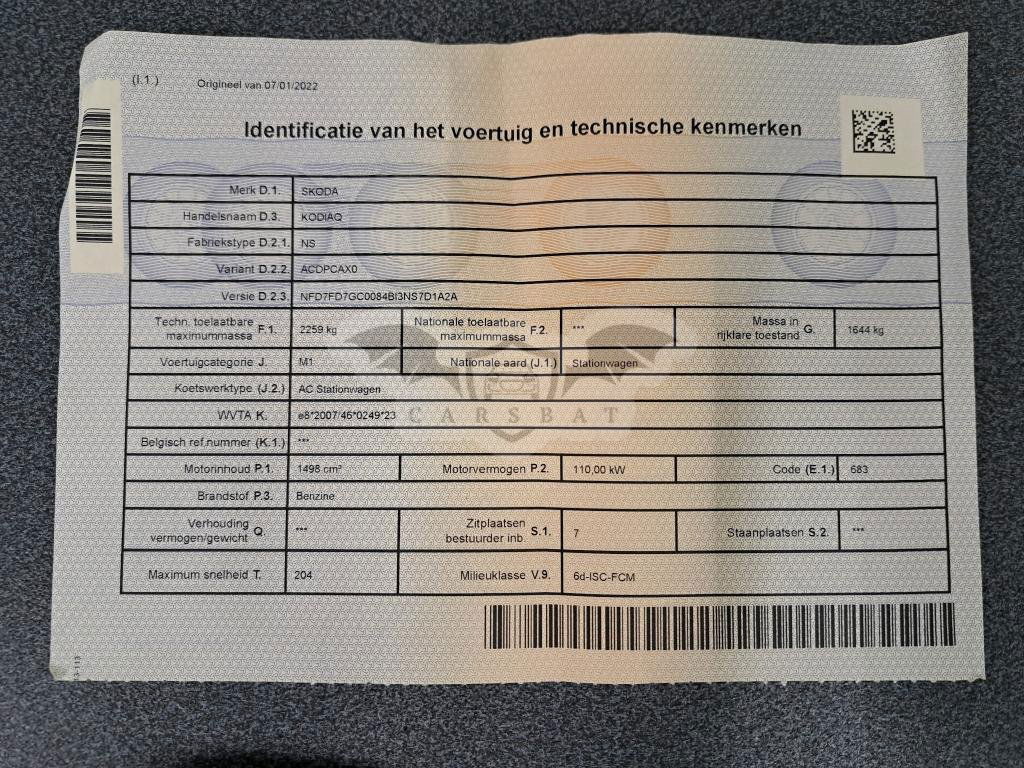 (I.1.) Origineel van 07/01/2022
Identificatie van het voertuig en technische kenmerken
Merk D.1. SKODA
Handelsnaam D.3. KODIAQ
Fabriekstype D.2.1. NS
Variant D.2.2. ACDPCAX0
Versie D.2.3. NFD7FD7GC0084BI3NS7D1A2A
Techn. toelaatbare maximummassa F.1. 2259 kg Nationale toelaatbare maximummassa F.2. *** Massa in rijklare toestand G. 1644 kg
Voertuigcategorie J. M1 Nationale aard (J.1.) Stationwagen
Koetswerktype (J.2.) AC Stationwagen
WVTA K. e8*2007/46*0249*23
CARSBAT
Belgisch ref.nummer (K.1.) ***
Motorinhoud P.1. 1498 cm³ Motorvermogen P.2. 110,00 kW Code (E.1.) 683
Brandstof P.3. Benzine
Verhouding vermogen/gewicht Q. *** Zitplaatsen bestuurder inb. S.1. 7 Staanplaatsen S.2. ***
Maximum snelheid T. 204 Milieuklasse V.9. 6d-ISC-FCM